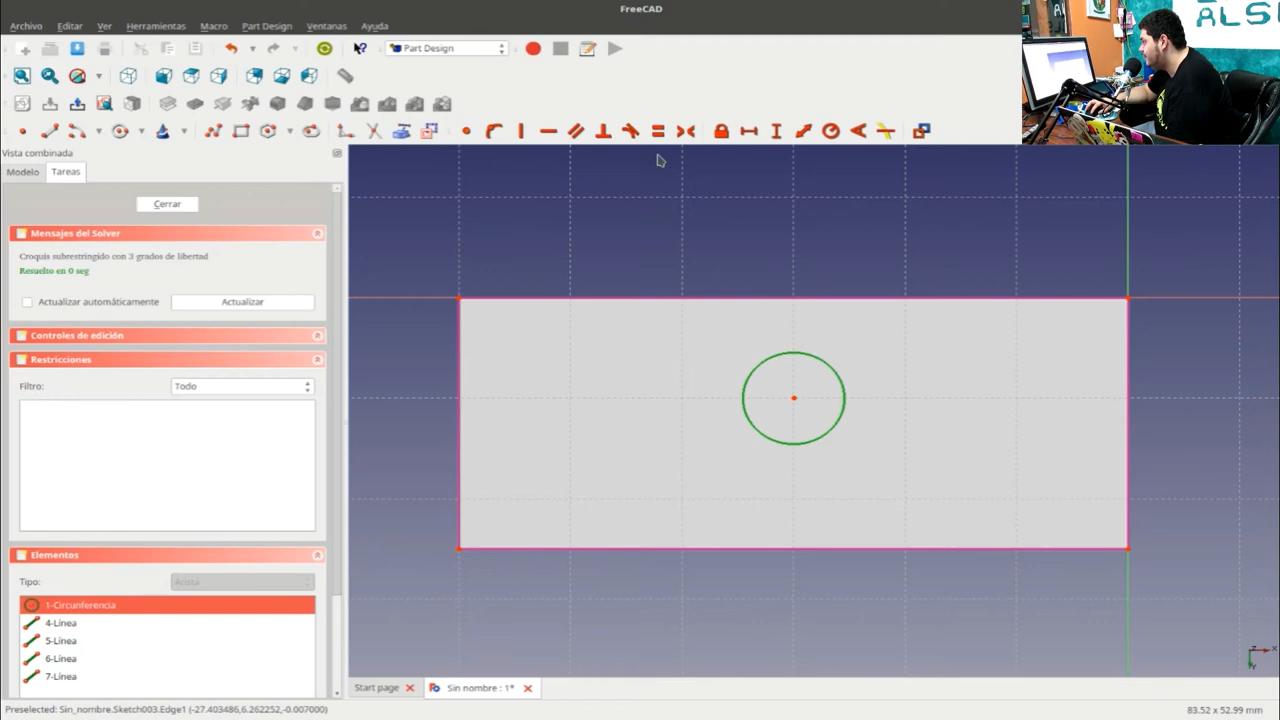 FreeCAD
Archivo Editar Ver Herramientas Macro Part Design Ventanas Ayuda
ALS
Part Design
Vista combinada
Modelo Tareas
Cerrar
Mensajes del Solver
Croquis subrestringido con 3 grados de libertad
Resuelto en 0 seg
Actualizar automáticamente Actualizar
Controles de edición
Restricciones
Filtro: Todo
Elementos
Tipo: Arista
1-Circunferencia
4-Línea
5-Línea
6-Línea
7-Línea
Z X
Y
Start page Sin nombre : 1*
Preselected: Sin_nombre.Sketch003.Edge1 (-27.403486,6.262252,-0.007000) 83.52 x 52.99 mm